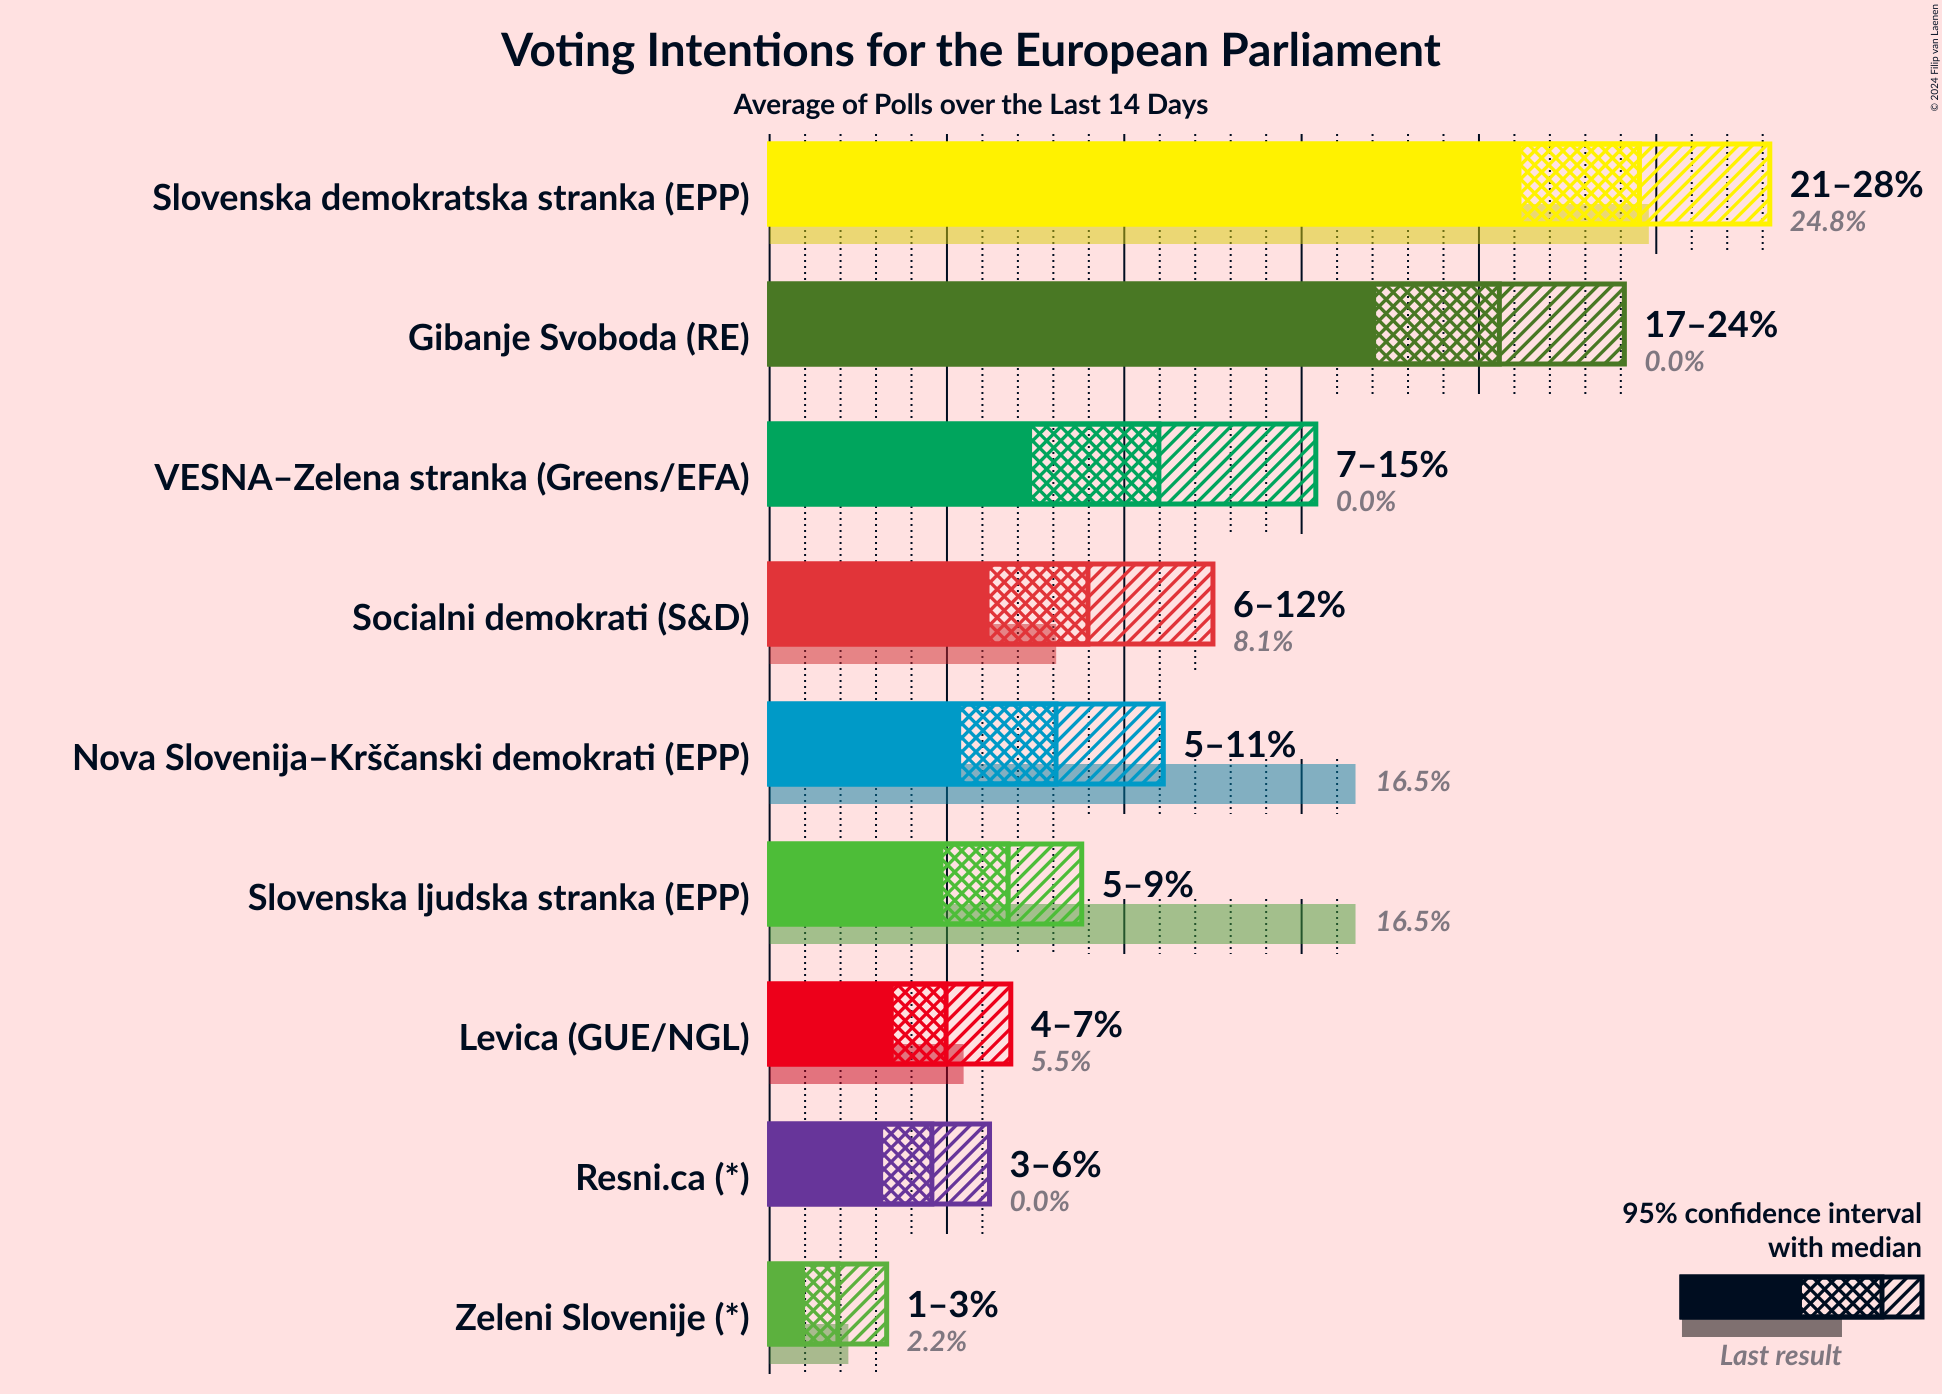 Voting Intentions for the European Parliament
Average of Polls over the Last 14 Days
© 2024 Filip van Laenen
Slovenska demokratska stranka (EPP)
21–28%
24.8%
Gibanje Svoboda (RE)
17–24%
0.0%
VESNA–Zelena stranka (Greens/EFA)
7–15%
0.0%
Socialni demokrati (S&D)
6–12%
8.1%
Nova Slovenija–Krščanski demokrati (EPP)
5–11%
16.5%
Slovenska ljudska stranka (EPP)
5–9%
16.5%
Levica (GUE/NGL)
4–7%
5.5%
Resni.ca (*)
3–6%
0.0%
Zeleni Slovenije (*)
1–3%
2.2%
95% confidence interval
with median
Last result